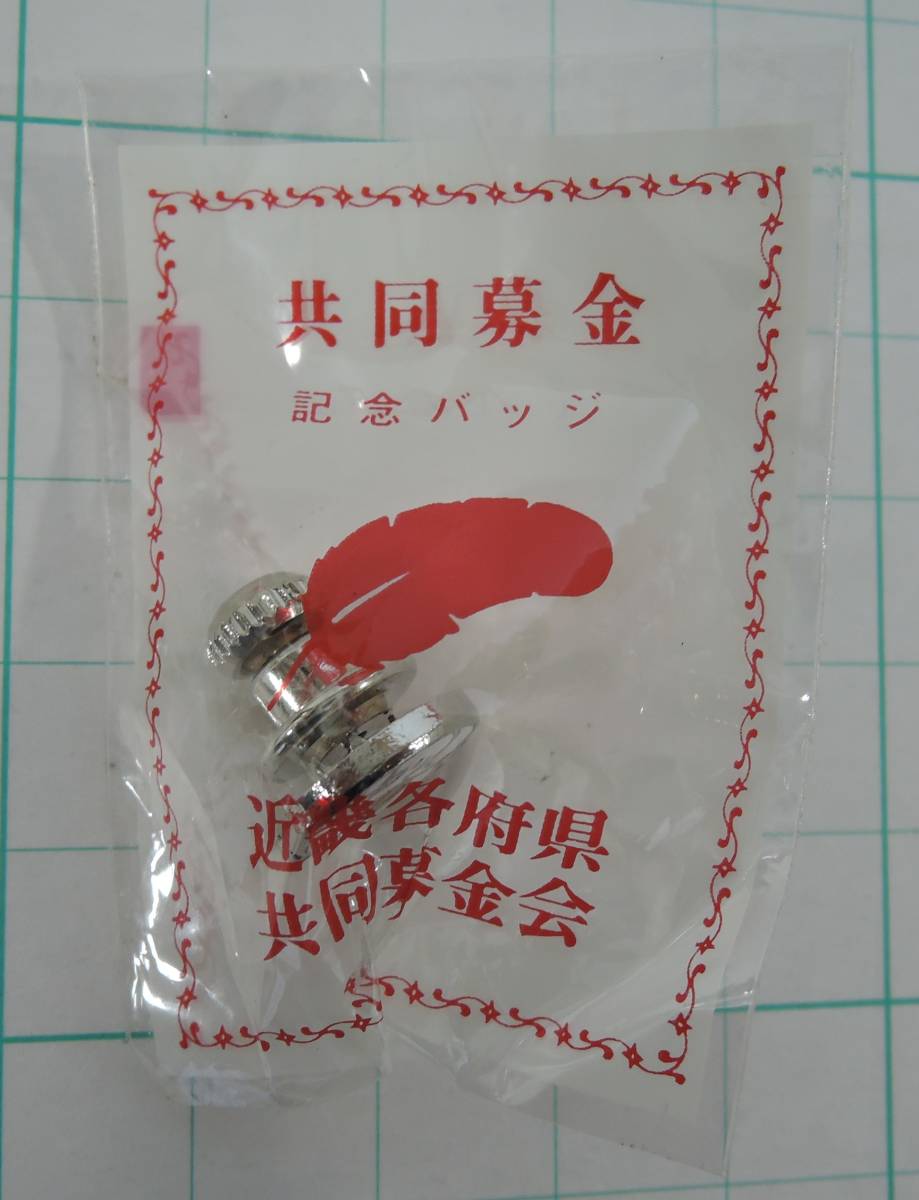 共同募金
記念バッジ
近畿各府県
共同募金会